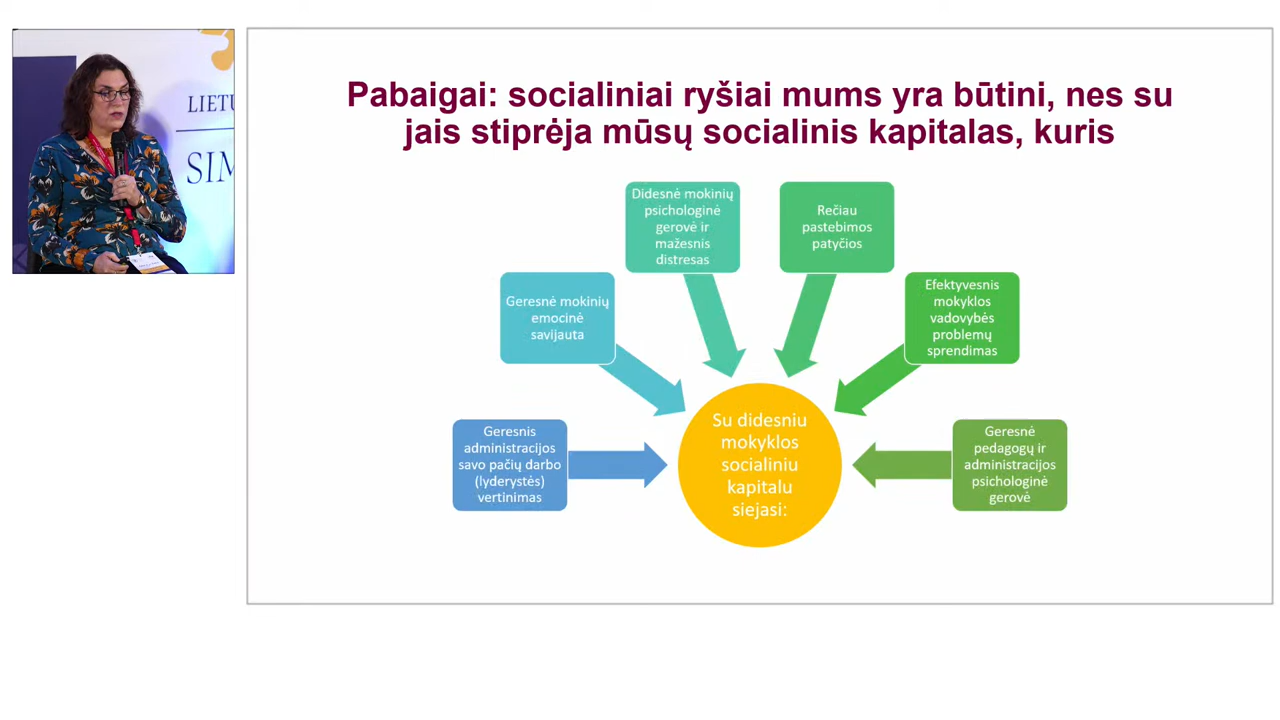 LIETU
SIM
Pabaigai: socialiniai ryšiai mums yra būtini, nes su
jais stiprėja mūsų socialinis kapitalas, kuris
Didesnė mokinių
psichologinė
gerovė ir
mažesnis
distresas
Rečiau
pastebimos
patyčios
Geresnė mokinių
emocinė
savijauta
Efektyvesnis
mokyklos
vadovybės
problemų
sprendimas
Geresnis
administracijos
savo pačių darbo
(lyderystės)
vertinimas
Su didesniu
mokyklos
socialiniu
kapitalu
siejasi:
Geresnė
pedagogų ir
administracijos
psichologinė
gerovė